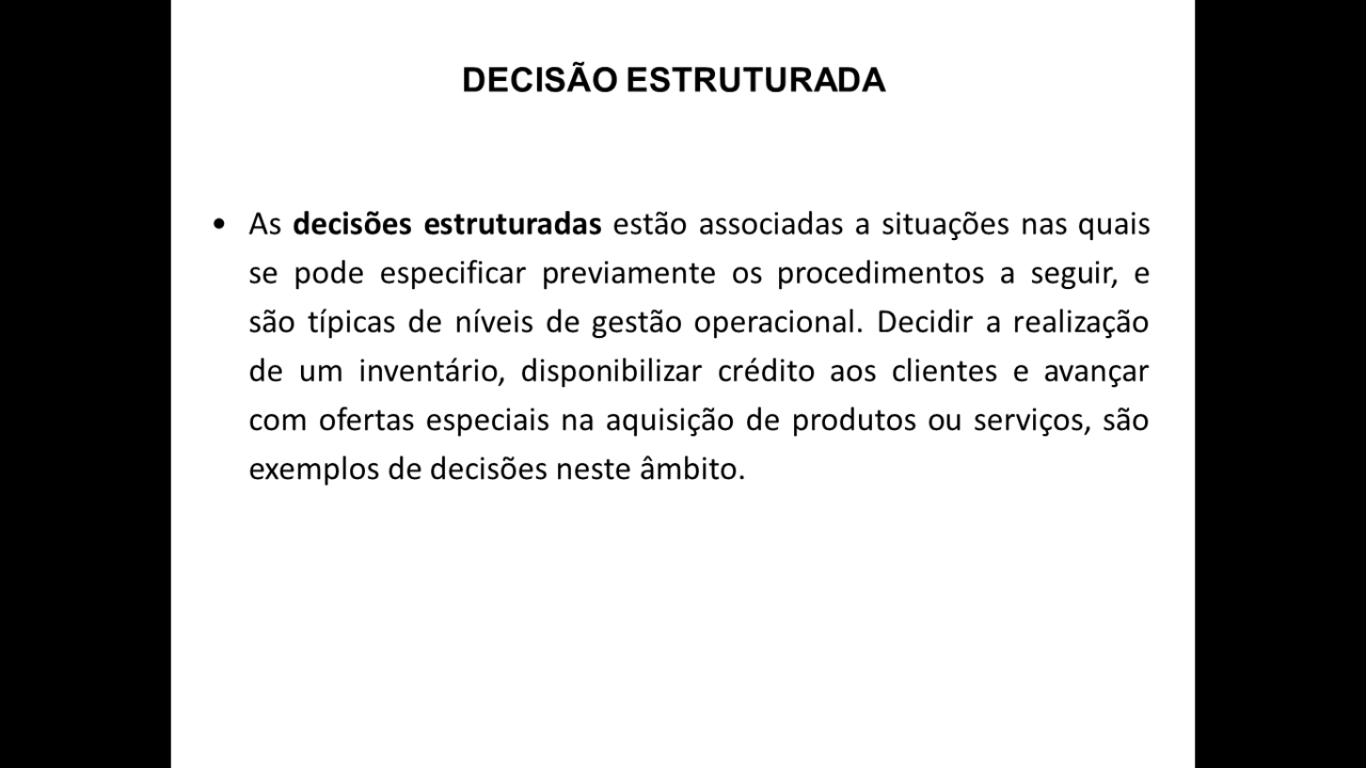 DECISÃO ESTRUTURADA
• As decisões estruturadas estão associadas a situações nas quais
se pode especificar previamente os procedimentos a seguir, e
são típicas de níveis de gestão operacional. Decidir a realização
de um inventário, disponibilizar crédito aos clientes e avançar
com ofertas especiais na aquisição de produtos ou serviços, são
exemplos de decisões neste âmbito.